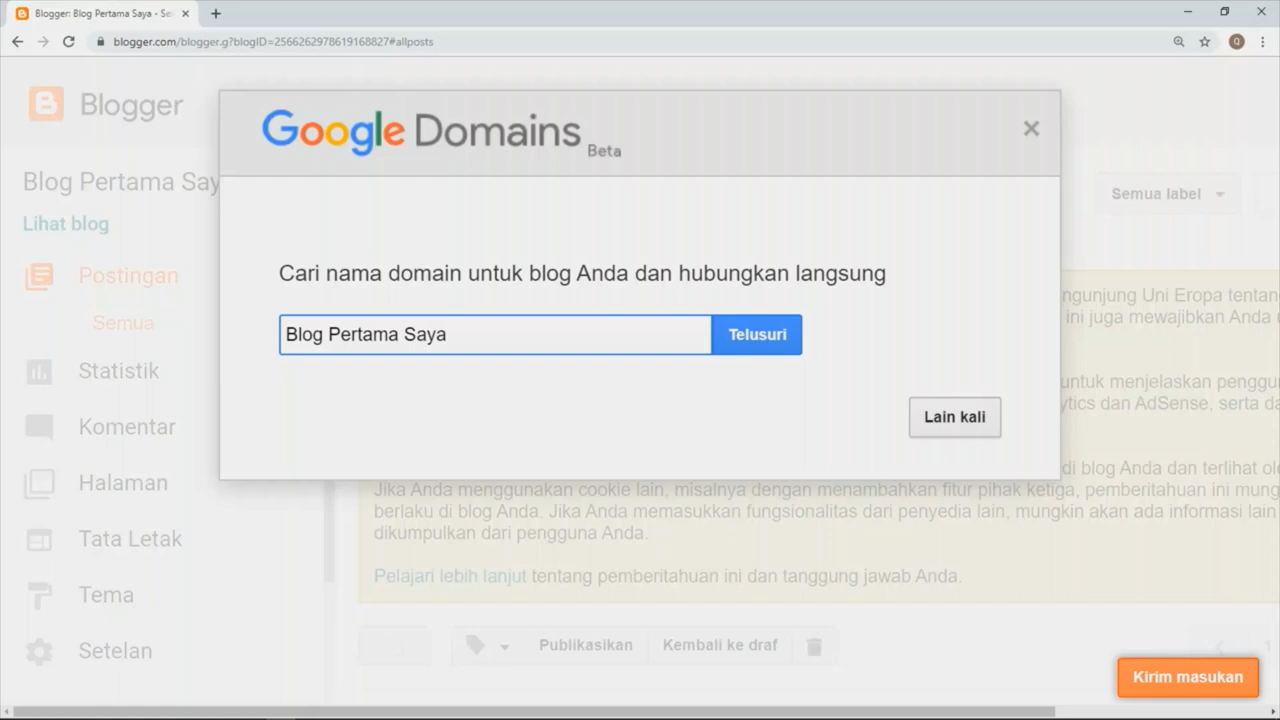 Blogger: Blog Pertama Saya - Se
blogger.com/blogger.g?blogID=2566262978619168827#allposts
Q
Blogger
Google Domains Beta
Blog Pertama Say
Semua label
Lihat blog
Cari nama domain untuk blog Anda dan hubungkan langsung
Postingan
ngunjung Uni Eropa tentan
Semua
ini juga mewajibkan Anda
Blog Pertama Saya
Telusuri
Statistik
untuk menjelaskan penggu
ytics dan AdSense, serta da
Lain kali
Komentar
di blog Anda dan terlihat ol
Halaman
Jika Anda menggunakan cookie lain, misalnya dengan menambahkan fitur pihak ketiga, pemberitahuan ini mung
berlaku di blog Anda. Jika Anda memasukkan fungsionalitas dari penyedia lain, mungkin akan ada informasi lain
dikumpulkan dari pengguna Anda.
Tata Letak
Pelajari lebih lanjut tentang pemberitahuan ini dan tanggung jawab Anda.
Tema
Publikasikan
Kembali ke draf
Setelan
Kirim masukan